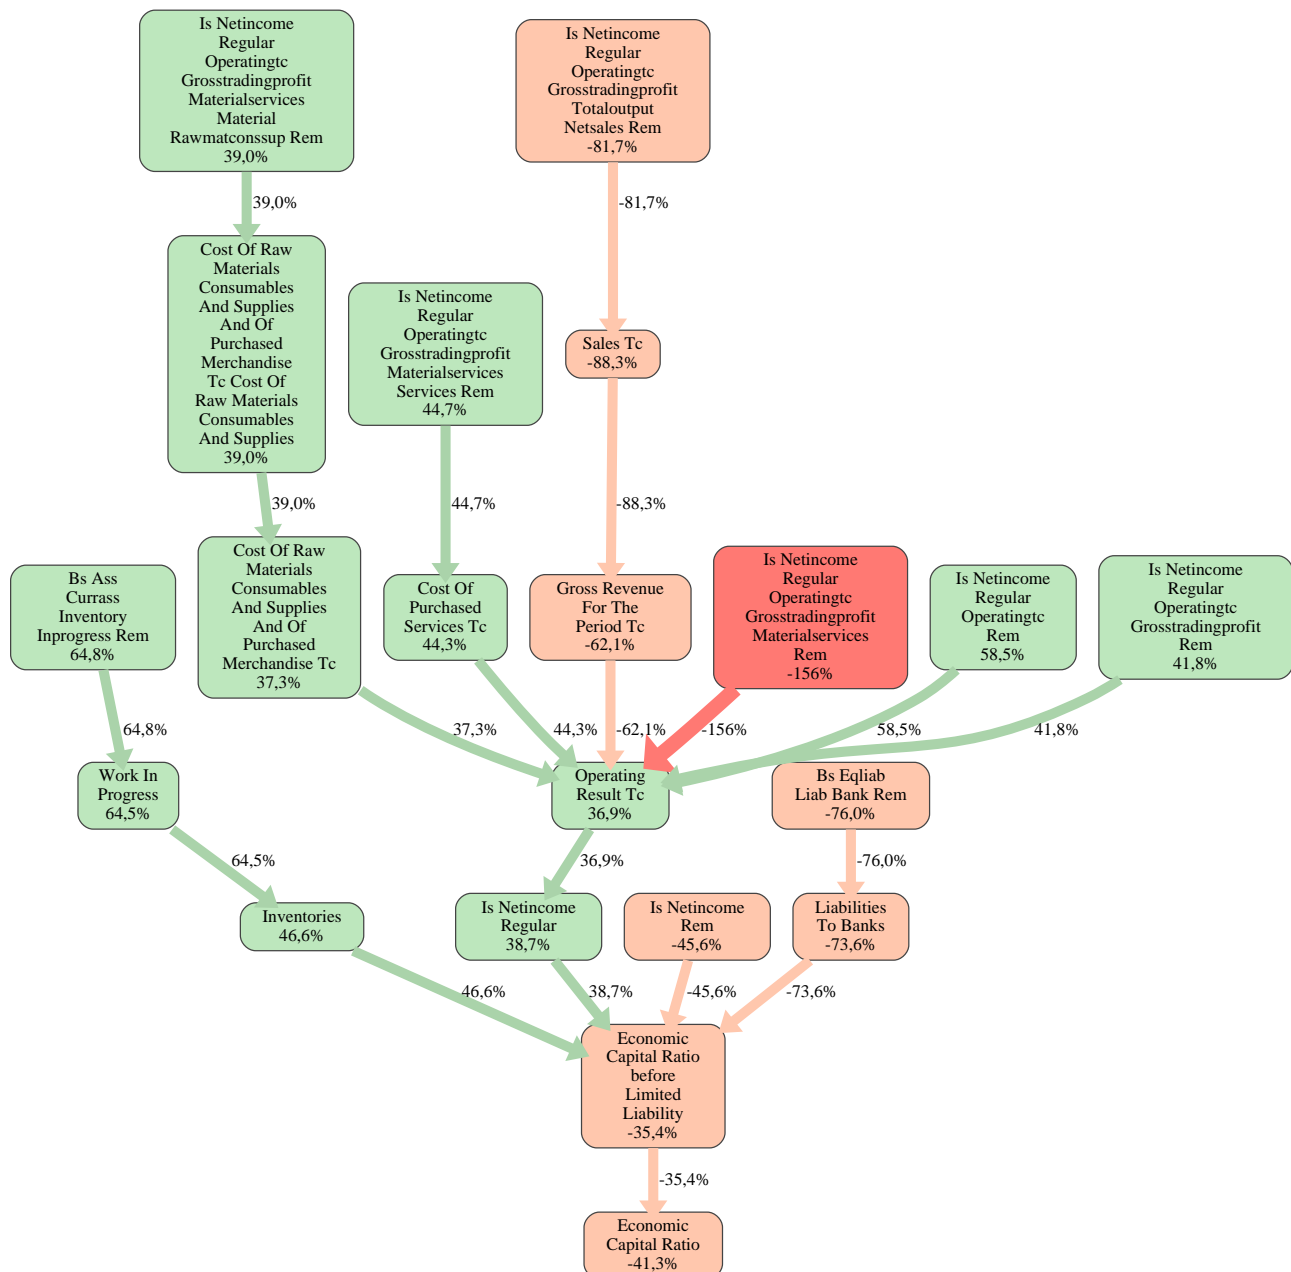 Is Netincome
Regular
Operatingtc
Grosstradingprofit
Materialservices
Material
Rawmatconssup Rem
39,0%
Is Netincome
Regular
Operatingtc
Grosstradingprofit
Totaloutput
Netsales Rem
-81,7%
39,0%
-81,7%
Cost Of Raw
Materials
Consumables
And Supplies
And Of
Purchased
Merchandise
Tc Cost Of
Raw Materials
Consumables
And Supplies
39,0%
Is Netincome
Regular
Operatingtc
Grosstradingprofit
Materialservices
Services Rem
44,7%
Sales Tc
-88,3%
39,0%
44,7%
-88,3%
Bs Ass
Currass
Inventory
Inprogress Rem
64,8%
Cost Of Raw
Materials
Consumables
And Supplies
And Of
Purchased
Merchandise Tc
37,3%
Cost Of
Purchased
Services Tc
44,3%
Gross Revenue
For The
Period Tc
-62,1%
Is Netincome
Regular
Operatingtc
Grosstradingprofit
Materialservices
Rem
-156%
Is Netincome
Regular
Operatingtc
Rem
58,5%
Is Netincome
Regular
Operatingtc
Grosstradingprofit
Rem
41,8%
64,8%
37,3%
44,3%
-62,1%
-156%
58,5%
41,8%
Work In
Progress
64,5%
Operating
Result Tc
36,9%
Bs Eqliab
Liab Bank Rem
-76,0%
64,5%
36,9%
-76,0%
Inventories
46,6%
Is Netincome
Regular
38,7%
Is Netincome
Rem
-45,6%
Liabilities
To Banks
-73,6%
46,6%
38,7%
-45,6%
-73,6%
Economic
Capital Ratio
before
Limited
Liability
-35,4%
-35,4%
Economic
Capital Ratio
-41,3%